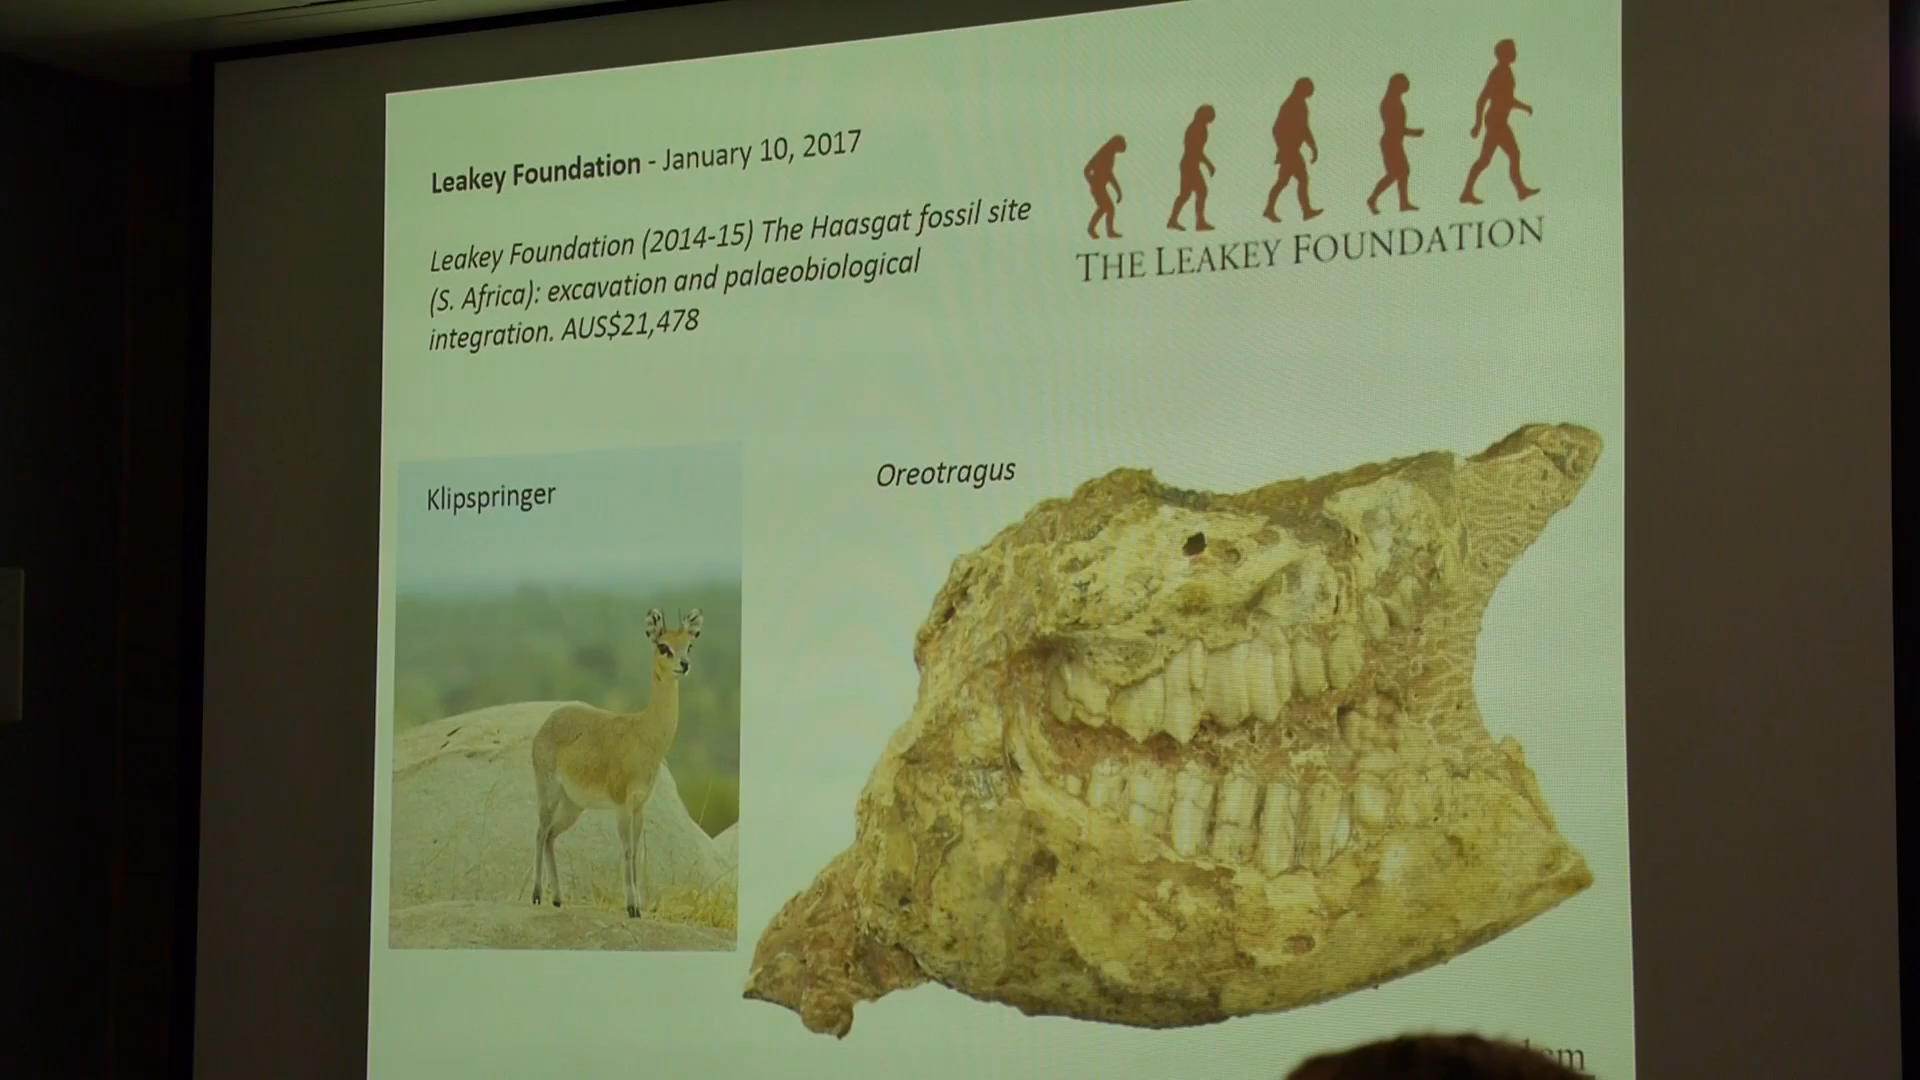 Leakey Foundation - January 10, 2017
Leakey Foundation (2014-15) The Haasgat fossil site
(S. Africa): excavation and palaeobiological
integration. AUS$21,478
THE LEAKEY FOUNDATION
Klipspringer
Oreotragus